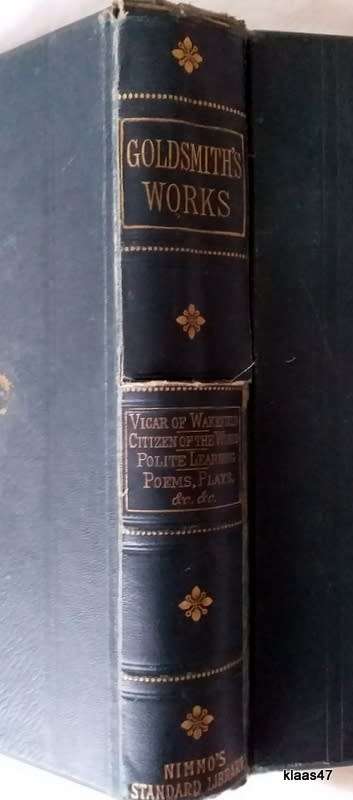 GOLDSMITH'S
WORKS
VICAR OF WAKEFIELD
CITIZEN OF THE WORLD
POLITE LEARNING
POEMS, PLAYS,
&c. &c.
NIMMO'S
STANDARD LIBRARY
klaas47